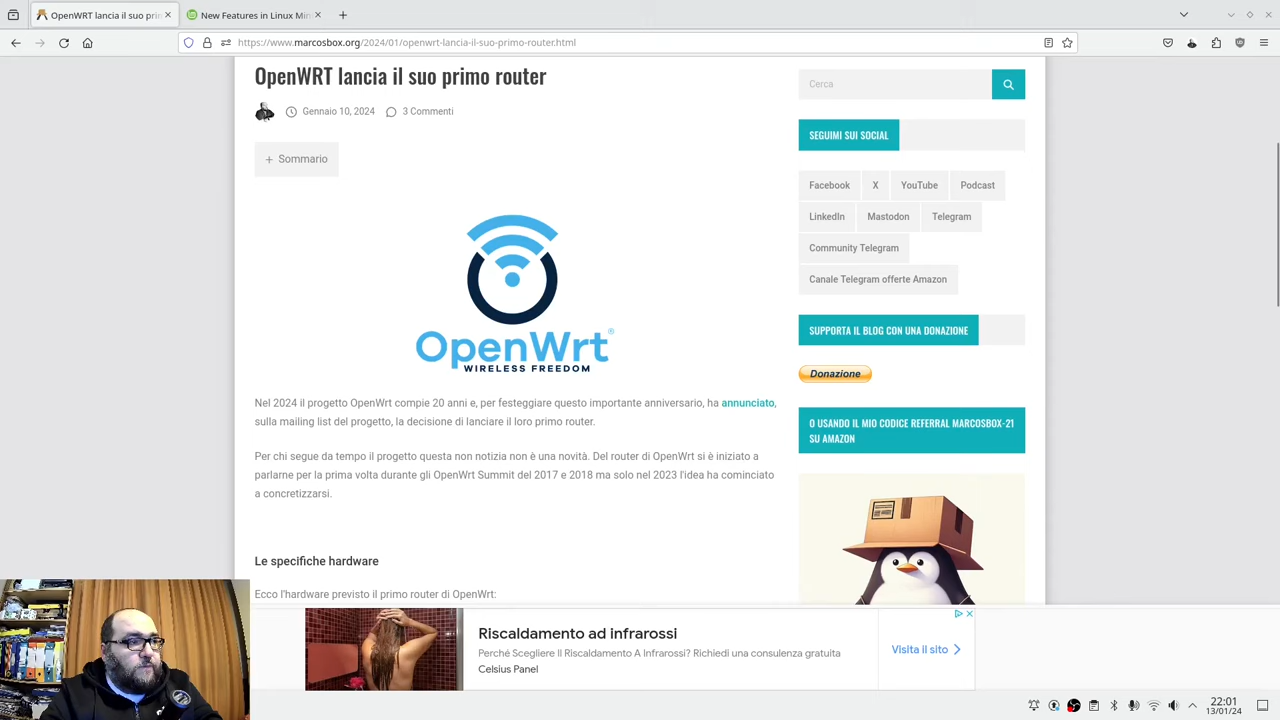 OpenWRT lancia il suo prim
New Features in Linux Min
https://www.marcosbox.org/2024/01/openwrt-lancia-il-suo-primo-router.html
OpenWRT lancia il suo primo router
Gennaio 10, 2024
3 Commenti
+ Sommario
OpenWrt®
WIRELESS FREEDOM
Nel 2024 il progetto OpenWrt compie 20 anni e, per festeggiare questo importante anniversario, ha annunciato,
sulla mailing list del progetto, la decisione di lanciare il loro primo router.
Per chi segue da tempo il progetto questa non notizia non è una novità. Del router di OpenWrt si è iniziato a
parlarne per la prima volta durante gli OpenWrt Summit del 2017 e 2018 ma solo nel 2023 l'idea ha cominciato
a concretizzarsi.
Le specifiche hardware
Ecco l'hardware previsto il primo router di OpenWrt:
Cerca
SEGUIMI SUI SOCIAL
Facebook X YouTube Podcast
LinkedIn Mastodon Telegram
Community Telegram
Canale Telegram offerte Amazon
SUPPORTA IL BLOG CON UNA DONAZIONE
Donazione
O USANDO IL MIO CODICE REFERRAL MARCOSBOX-21
SU AMAZON
Riscaldamento ad infrarossi
Perché Scegliere Il Riscaldamento A Infrarossi? Richiedi una consulenza gratuita
Celsius Panel
Visita il sito
22:01
13/01/24